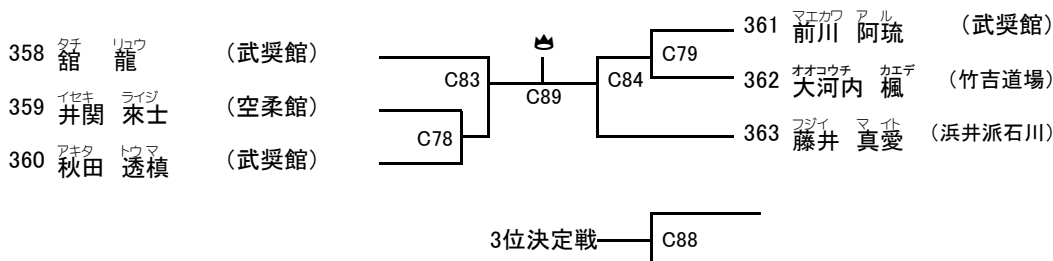 タチ リュウ
358 舘 龍 (武奨館)
イセキ ライジ
359 井関 來士 (空柔館)
アキタ トウマ
360 秋田 透槙 (武奨館)
C83
C78
C89
マエカワ ア ル
361 前川 阿琉 (武奨館)
オオコウチ カエデ
362 大河内 楓 (竹吉道場)
フジイ マ イト
363 藤井 真愛 (浜井派石川)
C79
C84
3位決定戦
C88